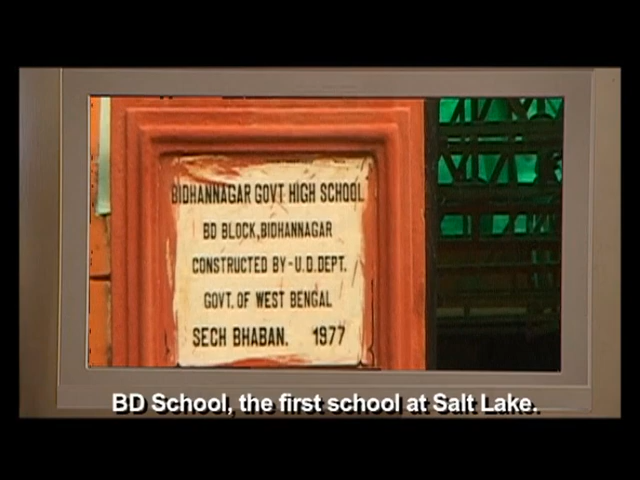 BIDHANNAGAR GOVT HIGH SCHOOL
BD BLOCK, BIDHANNAGAR
CONSTRUCTED BY-U.D.DEPT.
GOVT. OF WEST BENGAL
SECH BHABAN. 1977
BD School, the first school at Salt Lake.